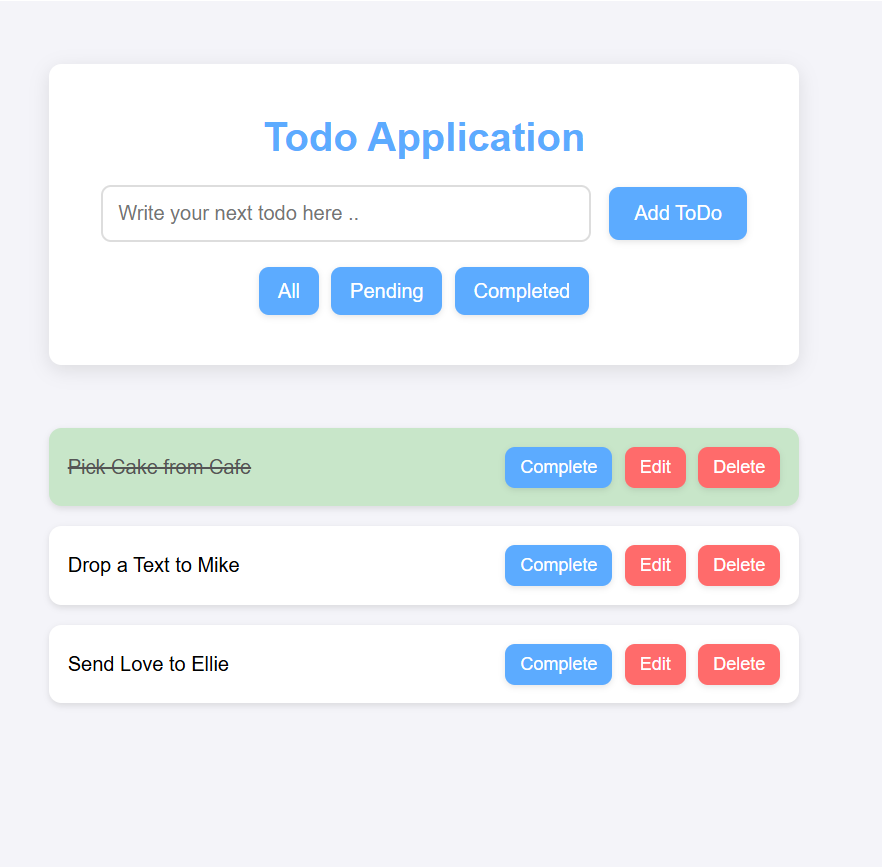 Todo Application
Write your next todo here .. Add ToDo
All Pending Completed
Pick Cake from Cafe Complete Edit Delete
Drop a Text to Mike Complete Edit Delete
Send Love to Ellie Complete Edit Delete